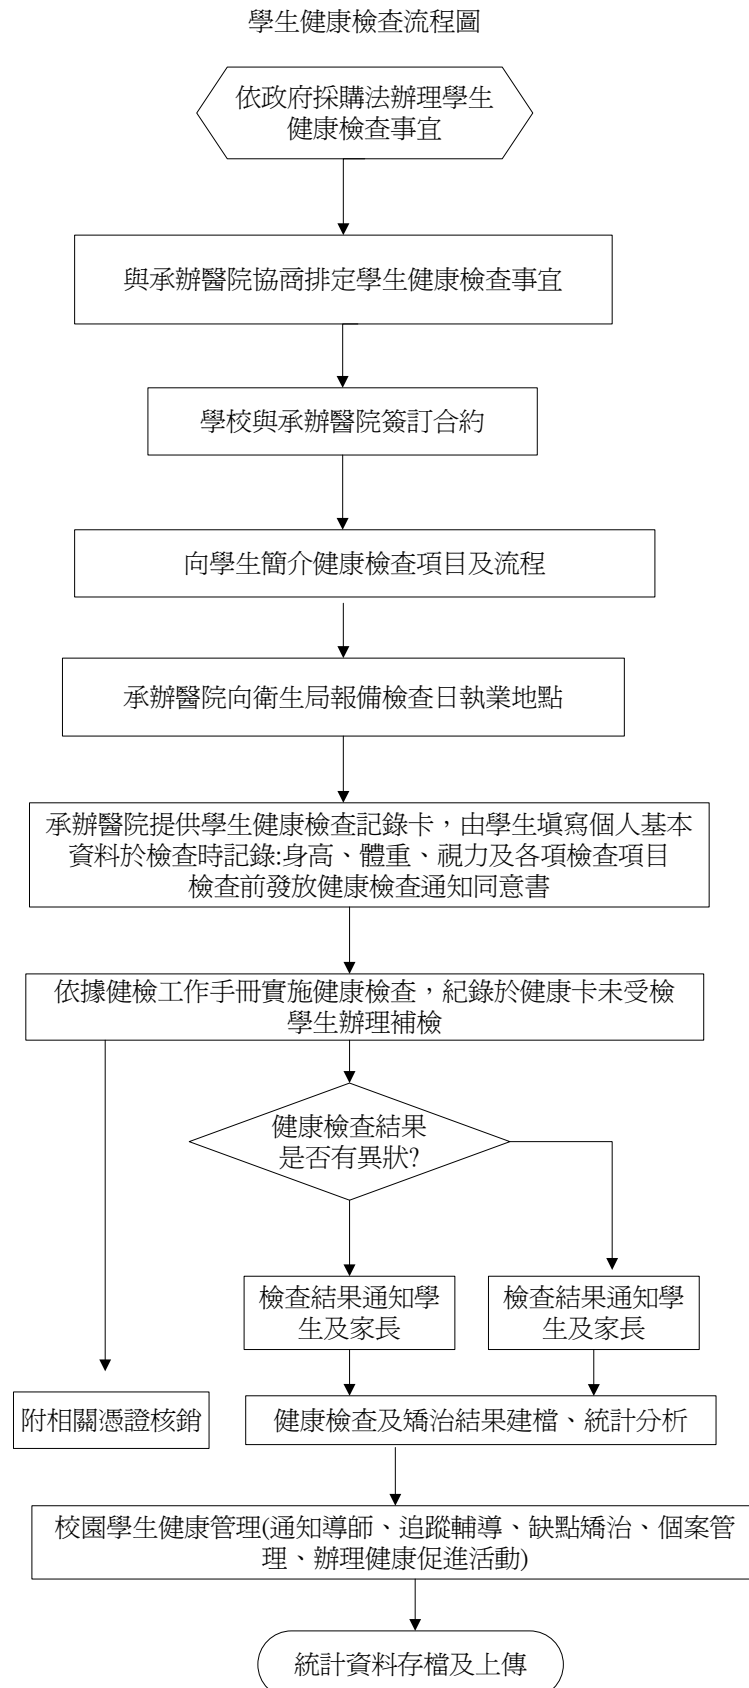 學生健康檢查流程圖
依政府採購法辦理學生
健康檢查事宜
與承辦醫院協商排定學生健康檢查事宜
學校與承辦醫院簽訂合約
向學生簡介健康檢查項目及流程
承辦醫院向衛生局報備檢查日執業地點
承辦醫院提供學生健康檢查記錄卡，由學生填寫個人基本
資料於檢查時記錄:身高、體重、視力及各項檢查項目
檢查前發放健康檢查通知同意書
依據健檢工作手冊實施健康檢查，紀錄於健康卡未受檢
學生辦理補檢
健康檢查結果
是否有異狀?
檢查結果通知學
生及家長
檢查結果通知學
生及家長
附相關憑證核銷
健康檢查及矯治結果建檔、統計分析
校園學生健康管理(通知導師、追蹤輔導、缺點矯治、個案管
理、辦理健康促進活動)
統計資料存檔及上傳